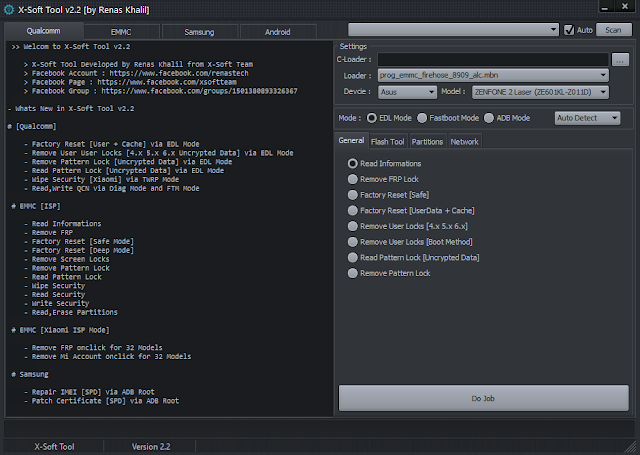 X-Soft Tool v2.2 [by Renas Khalil]
Qualcomm EMMC Samsung Android
Auto Scan
>> Welcom to X-Soft Tool v2.2
> X-Soft Tool Developed by Renas Khalil from X-Soft Team
> Facebook Account : https://www.facebook.com/renastech
> Facebook Page : https://www.facebook.com/xsoftteam
> Facebook Group : https://www.facebook.com/groups/1501380893326367
- Whats New in X-Soft Tool v2.2
# [Qualcomm]
- Factory Reset [User + Cache] via EDL Mode
- Remove User User Locks [4.x 5.x 6.x Uncrypted Data] via EDL Mode
- Remove Pattern Lock [Uncrypted Data] via EDL Mode
- Read Pattern Lock [Uncrypted Data] via EDL Mode
- Wipe Security [Xiaomi] via TWRP Mode
- Read,Write QCN via Diag Mode and FTM Mode
# EMMC [ISP]
- Read Informations
- Remove FRP
- Factory Reset [Safe Mode]
- Factory Reset [Deep Mode]
- Remove Screen Locks
- Remove Pattern Lock
- Read Pattern Lock
- Wipe Security
- Read Security
- Write Security
- Read,Erase Partitions
# EMMC [Xiaomi ISP Mode]
- Remove FRP onclick for 32 Models
- Remove Mi Account onclick for 32 Models
# Samsung
- Repair IMEI [SPD] via ADB Root
- Patch Certificate [SPD] via ADB Root
Settings
C-Loader :
...
Loader : prog_emmc_firehose_8909_alc.mbn
Devcie : Asus Model : ZENFONE 2 Laser (ZE601KL-Z011D)
Mode : EDL Mode Fastboot Mode ADB Mode Auto Detect
General Flash Tool Partitions Network
Read Informations
Remove FRP Lock
Factory Reset [Safe]
Factory Reset [UserData + Cache]
Remove User Locks [4.x 5.x 6.x]
Remove User Locks [Boot Method]
Read Pattern Lock [Uncrypted Data]
Remove Pattern Lock
Do Job
X-Soft Tool Version 2.2